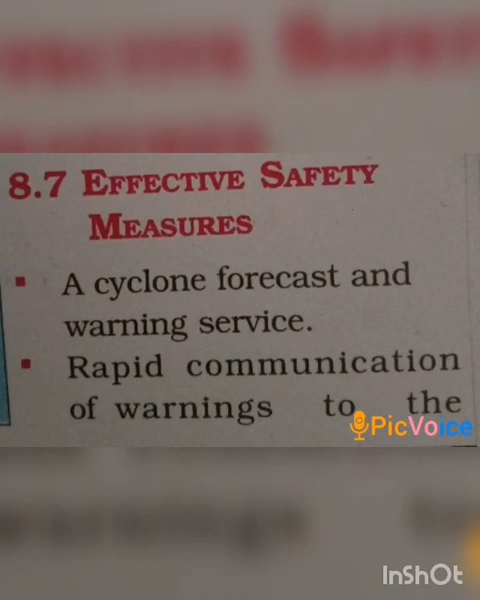 8.7 EFFECTIVE SAFETY
MEASURES
▪ A cyclone forecast and
warning service.
▪ Rapid communication
of warnings to the
PicVoice
InShOt